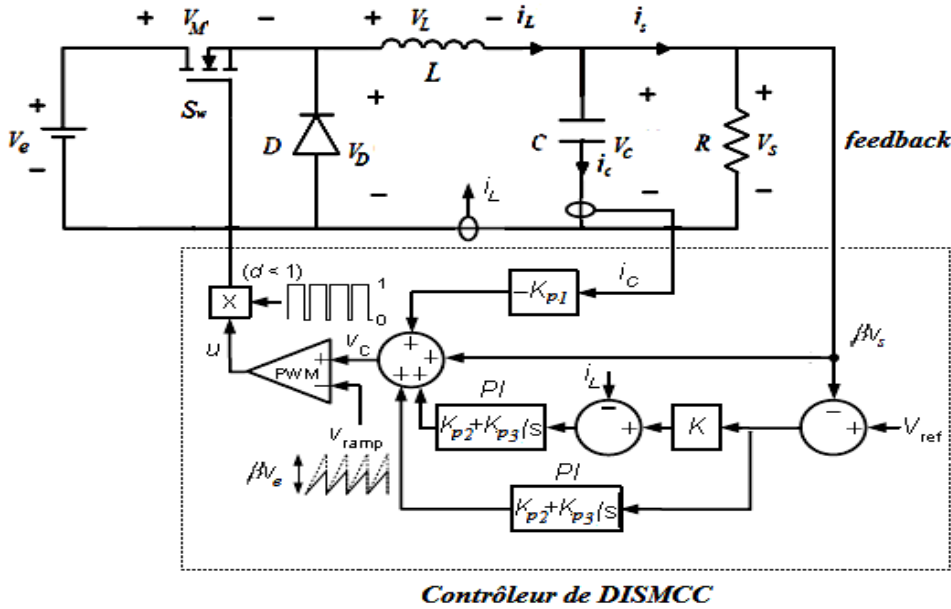 + V_M' − + V_L − i_L i_s
L
S_w
+ V_e −
D + V_D −
C + V_C − i_c
R + V_S −
feedback
i_L
(d < 1)
1
0
X
−K_p1
i_C
u
PWM
+
−
v_c
+
+
++
βV_s
i_L
PI
−
−
K_p2+K_p3/s
+
K
+
V_ref
v_ramp
βV_e
PI
K_p2+K_p3/s
Contrôleur de DISMCC